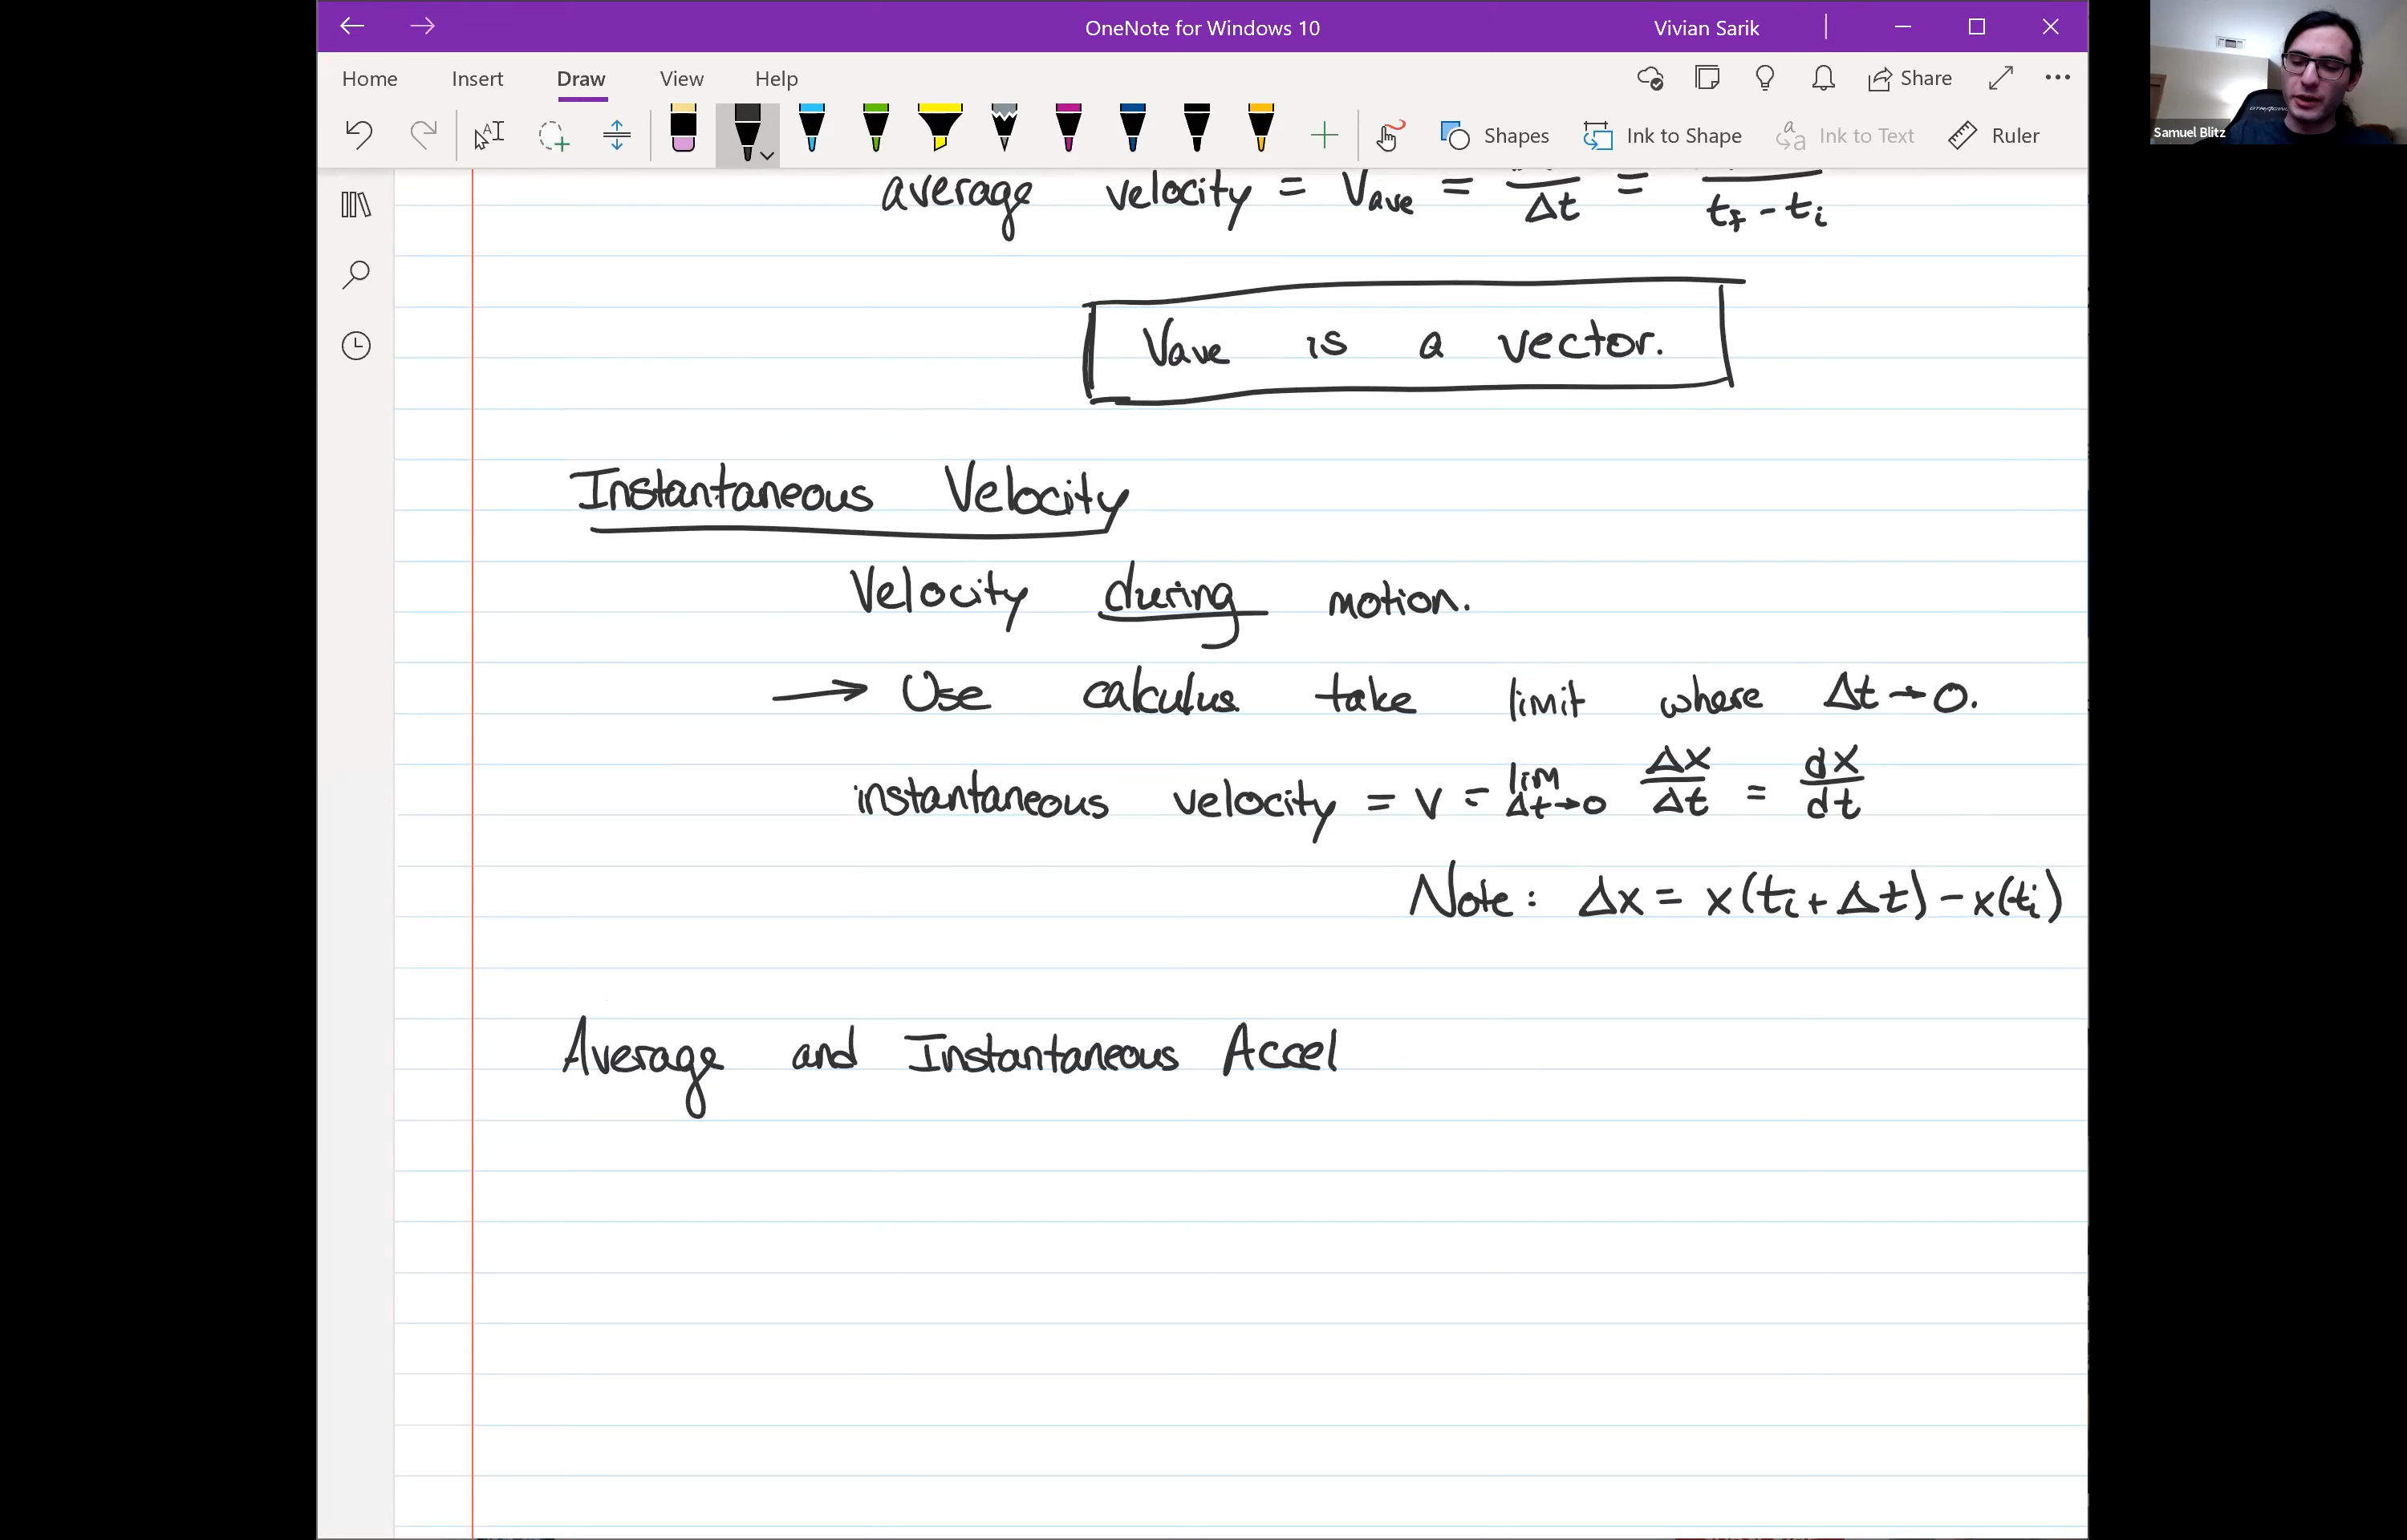 OneNote for Windows 10 Vivian Sarik
Home Insert Draw View Help Share
Shapes Ink to Shape Ink to Text Ruler
Samuel Blitz
average velocity = Vave = / Δt = / tf - ti
Vave is a vector.
Instantaneous Velocity
Velocity during motion.
→ Use calculus take limit where Δt → 0.
instantaneous velocity = v = lim Δt→0 Δx/Δt = dx/dt
Note: Δx = x(ti + Δt) - x(ti)
Average and Instantaneous Accel